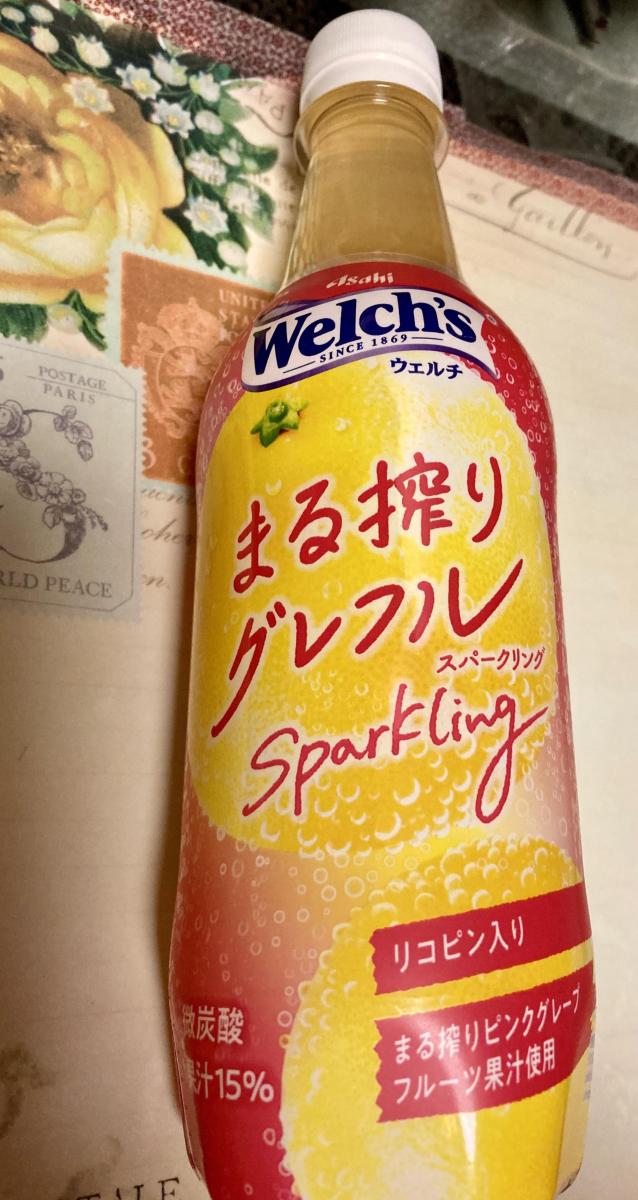 Asahi
Welch's
SINCE 1869
ウェルチ
まる搾り
グレフル
スパークリング
Sparkling
リコピン入り
まる搾りピンクグレープ
フルーツ果汁使用
微炭酸
果汁15%
UNITED
POSTAGE
PARIS
RLD PEACE
TALE